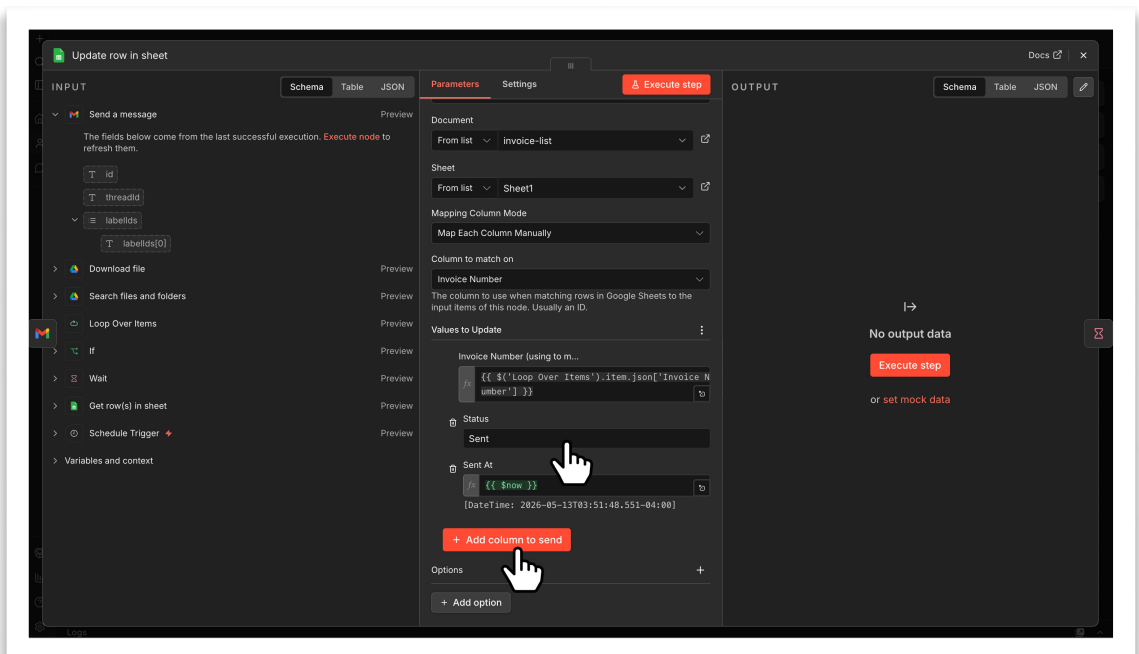 Update row in sheet
Docs
INPUT
Schema
Table
JSON
Send a message
Preview
The fields below come from the last successful execution. Execute node to
refresh them.
T id
T threadId
labelIds
T labelIds[0]
Download file
Preview
Search files and folders
Preview
Loop Over Items
Preview
If
Preview
Wait
Preview
Get row(s) in sheet
Preview
Schedule Trigger
Preview
Variables and context
Parameters
Settings
Execute step
Document
From list
invoice-list
Sheet
From list
Sheet1
Mapping Column Mode
Map Each Column Manually
Column to match on
Invoice Number
The column to use when matching rows in Google Sheets to the
input items of this node. Usually an ID.
Values to Update
Invoice Number (using to m...
fx
{{ $('Loop Over Items').item.json['Invoice N
umber'] }}
Status
Sent
Sent At
fx
{{ $now }}
[DateTime: 2026-05-13T03:51:48.551-04:00]
+ Add column to send
Options
+ Add option
OUTPUT
Schema
Table
JSON
No output data
Execute step
or set mock data
Logs